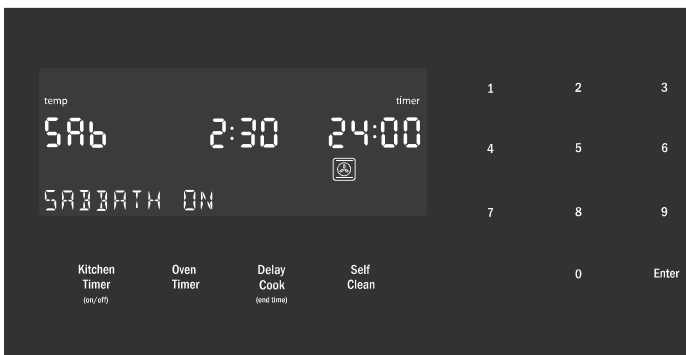 temp timer
SAb 2:30 24:00
SABBATH ON
Kitchen Timer (on/off)
Oven Timer
Delay Cook (end time)
Self Clean
1 2 3
4 5 6
7 8 9
0 Enter